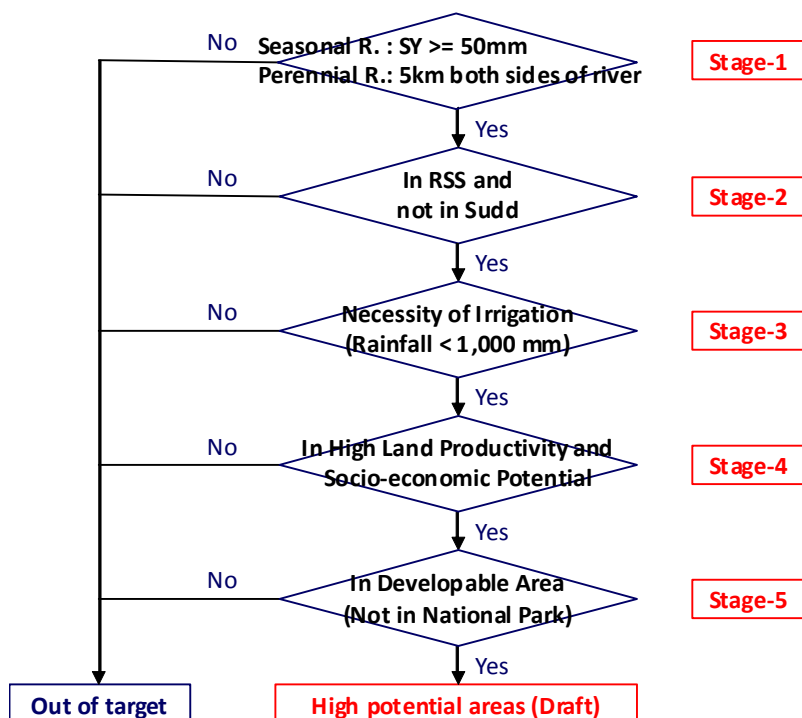 No
Seasonal R. : SY >= 50mm
Perennial R.: 5km both sides of river
Stage-1
Yes
No
In RSS and
not in Sudd
Stage-2
Yes
No
Necessity of Irrigation
(Rainfall < 1,000 mm)
Stage-3
Yes
No
In High Land Productivity and
Socio-economic Potential
Stage-4
Yes
No
In Developable Area
(Not in National Park)
Stage-5
Yes
Out of target
High potential areas (Draft)